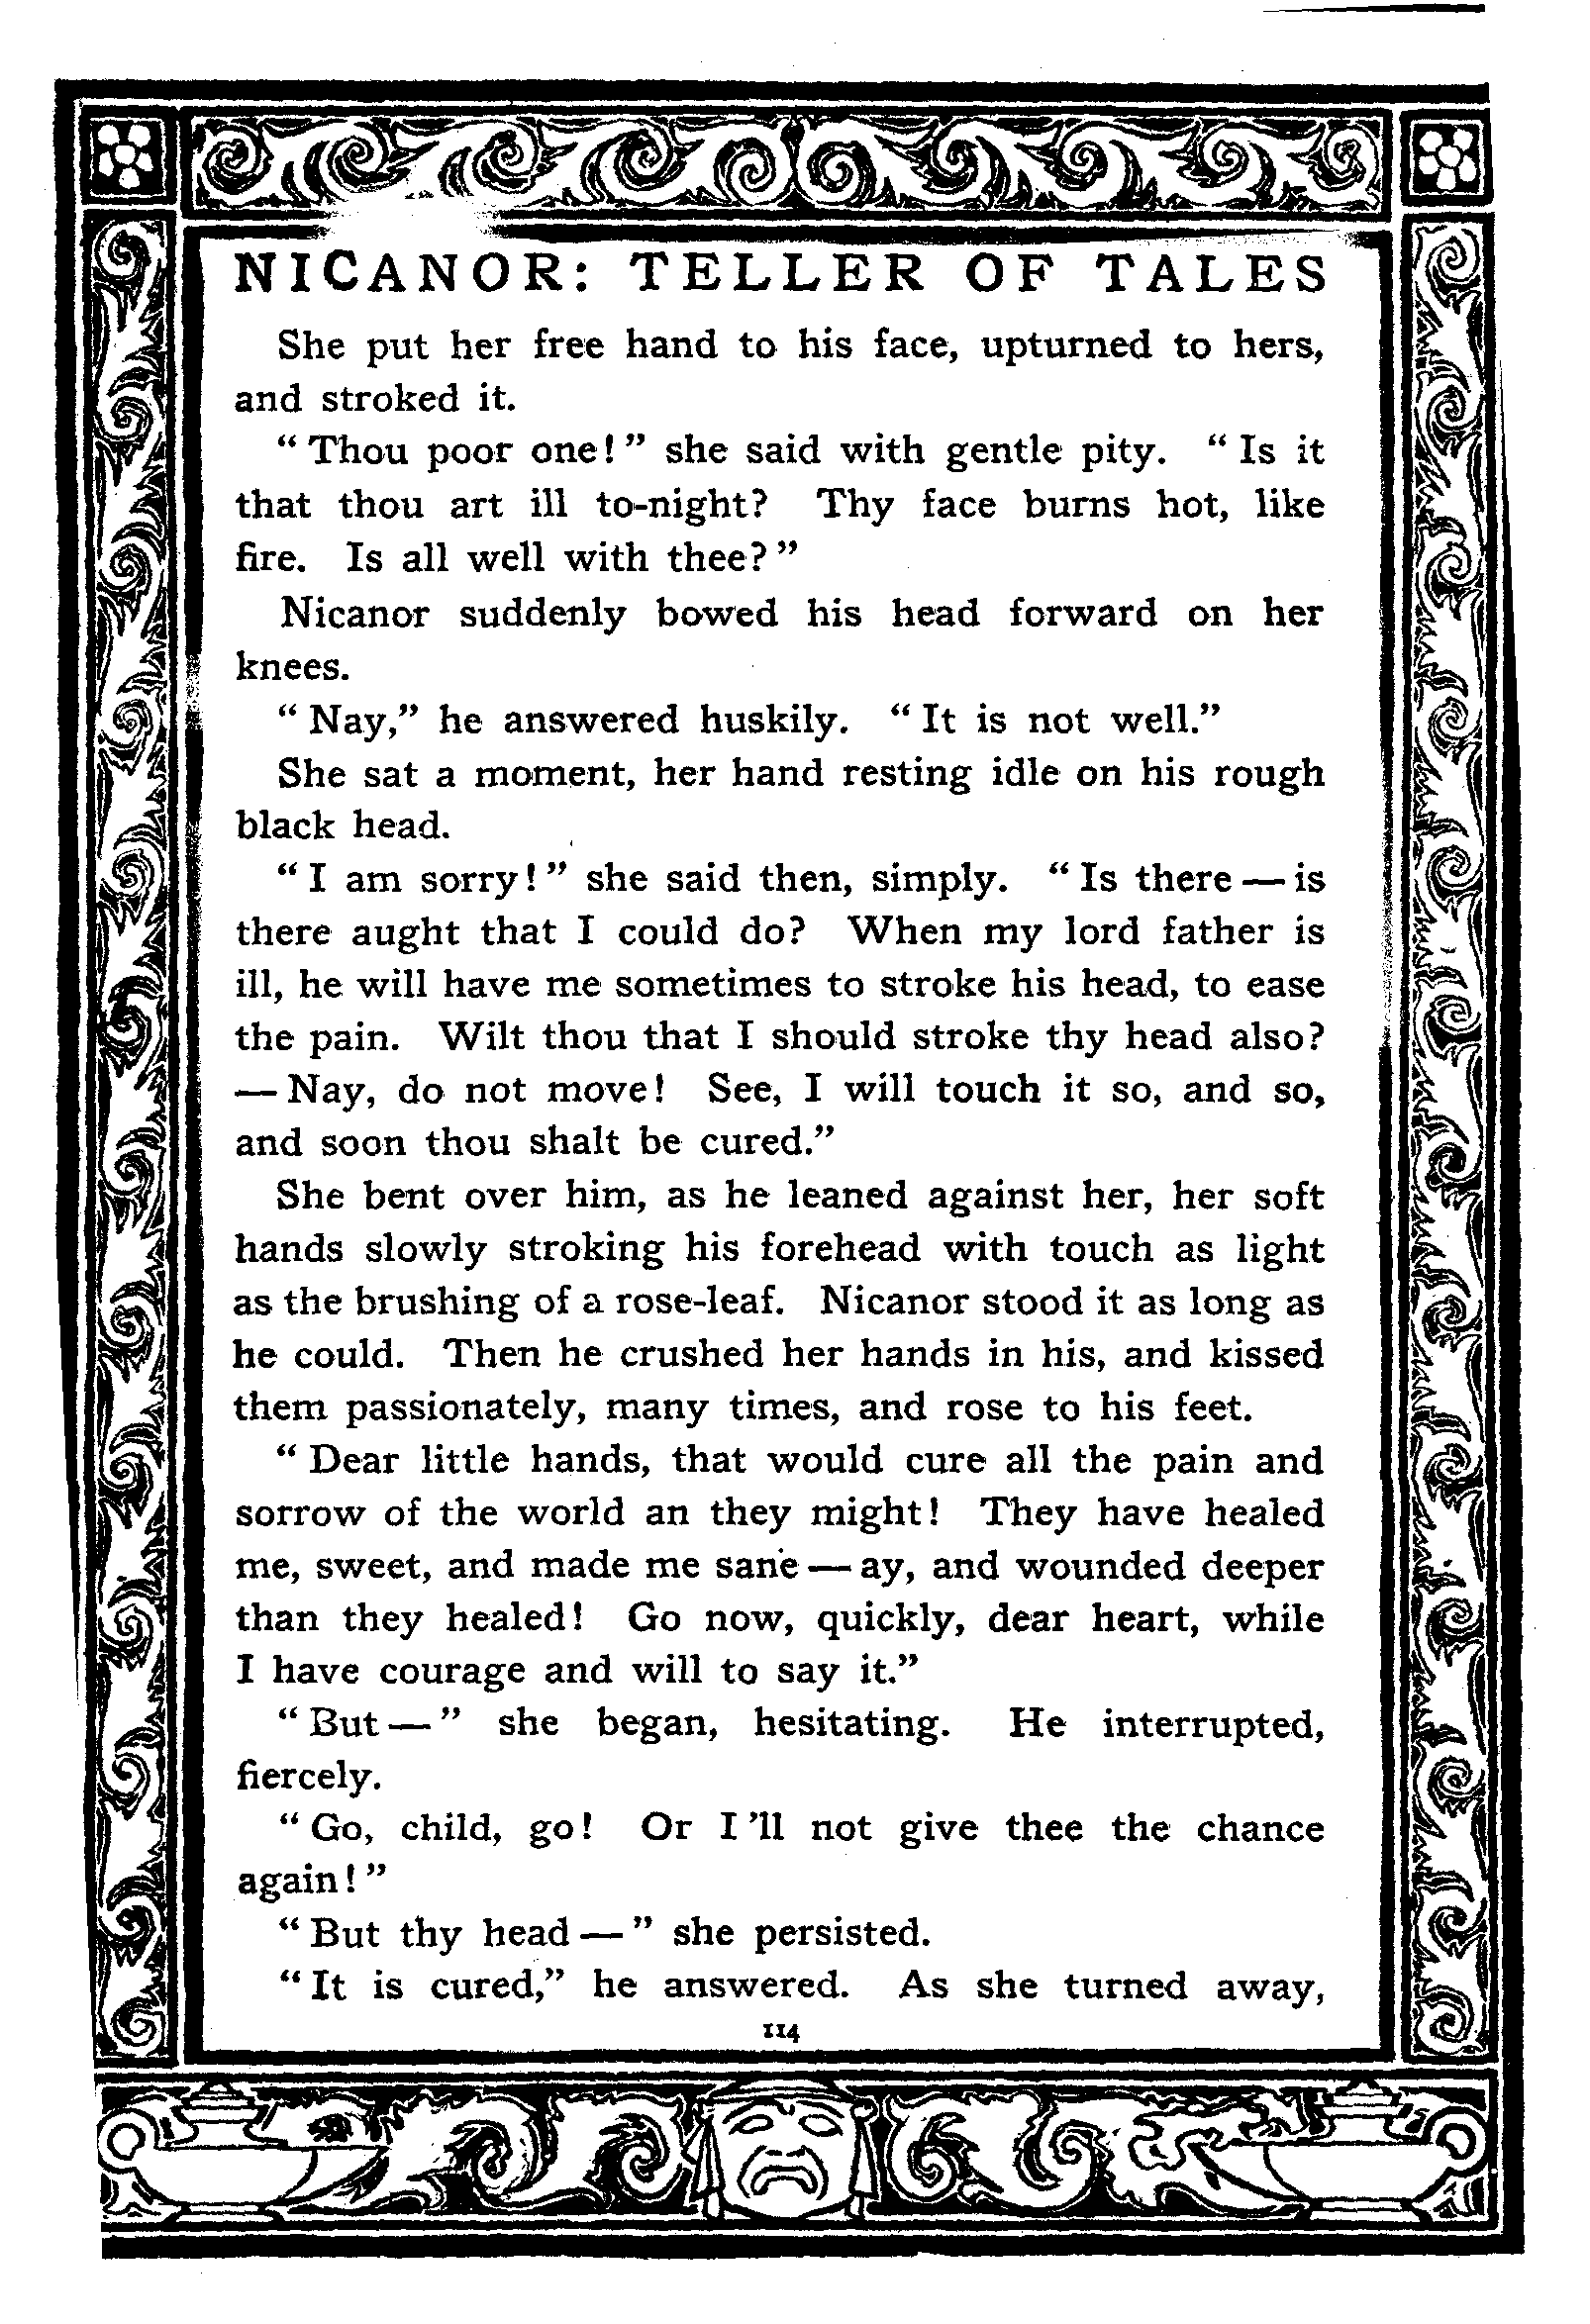 NICANOR: TELLER OF TALES
She put her free hand to his face, upturned to hers,
and stroked it.
“Thou poor one!” she said with gentle pity. “Is it
that thou art ill to-night? Thy face burns hot, like
fire. Is all well with thee?”
Nicanor suddenly bowed his head forward on her
knees.
“Nay,” he answered huskily. “It is not well.”
She sat a moment, her hand resting idle on his rough
black head.
“I am sorry!” she said then, simply. “Is there — is
there aught that I could do? When my lord father is
ill, he will have me sometimes to stroke his head, to ease
the pain. Wilt thou that I should stroke thy head also?
— Nay, do not move! See, I will touch it so, and so,
and soon thou shalt be cured.”
She bent over him, as he leaned against her, her soft
hands slowly stroking his forehead with touch as light
as the brushing of a rose-leaf. Nicanor stood it as long as
he could. Then he crushed her hands in his, and kissed
them passionately, many times, and rose to his feet.
“Dear little hands, that would cure all the pain and
sorrow of the world an they might! They have healed
me, sweet, and made me sane — ay, and wounded deeper
than they healed! Go now, quickly, dear heart, while
I have courage and will to say it.”
“But — ” she began, hesitating. He interrupted,
fiercely.
“Go, child, go! Or I ’ll not give thee the chance
again!”
“But thy head — ” she persisted.
“It is cured,” he answered. As she turned away,
114